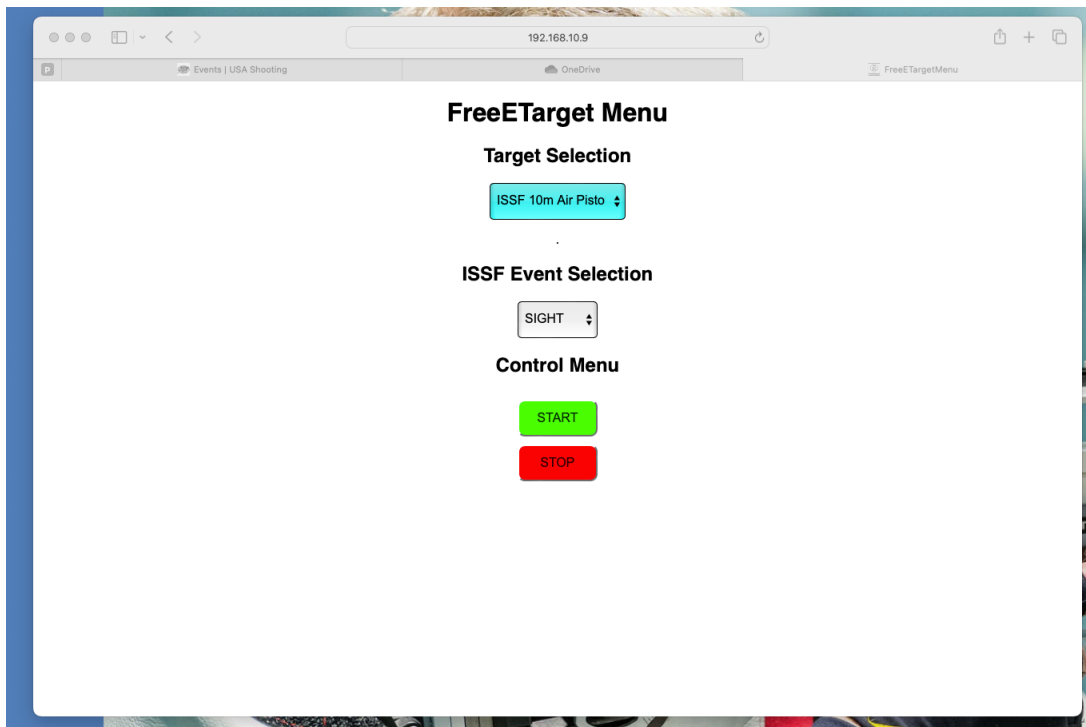 192.168.10.9
P
Events | USA Shooting
OneDrive
FreeETargetMenu
FreeETarget Menu
Target Selection
ISSF 10m Air Pisto
.
ISSF Event Selection
SIGHT
Control Menu
START
STOP